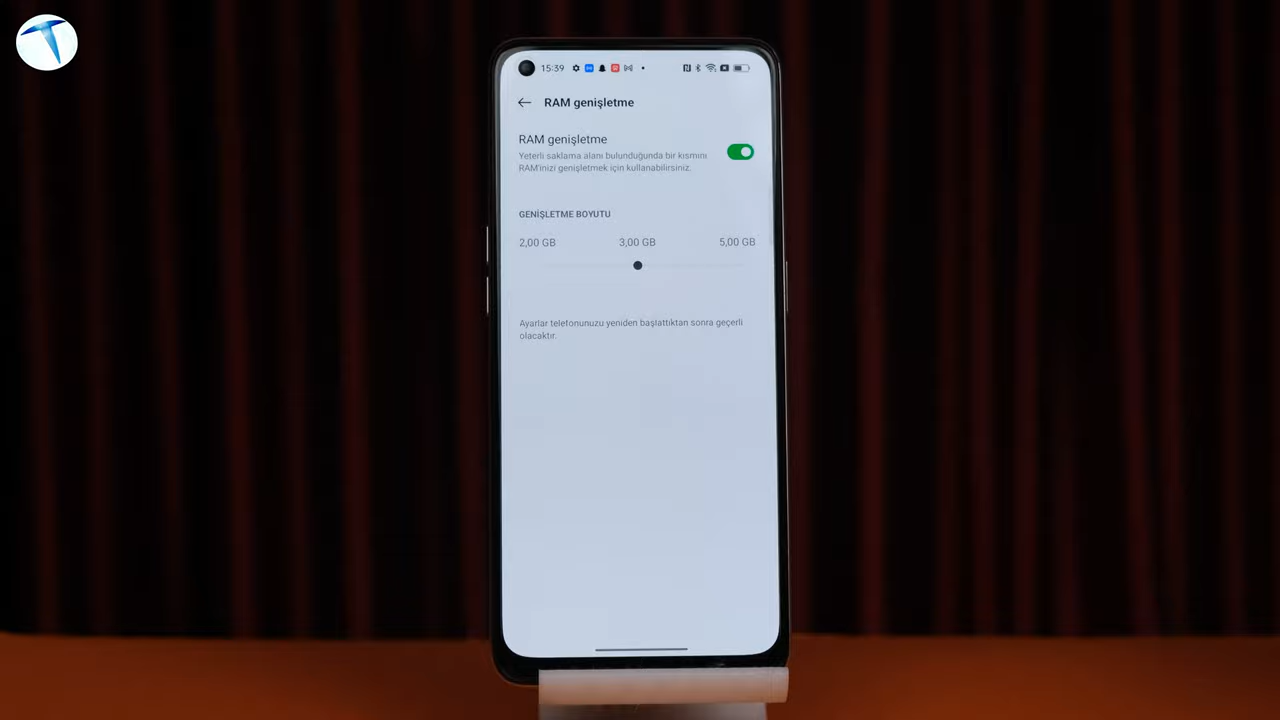 15:39
RAM genişletme
RAM genişletme
Yeterli saklama alanı bulunduğunda bir kısmını
RAM'inizi genişletmek için kullanabilirsiniz.
GENİŞLETME BOYUTU
2,00 GB 3,00 GB 5,00 GB
Ayarlar telefonunuzu yeniden başlattıktan sonra geçerli
olacaktır.